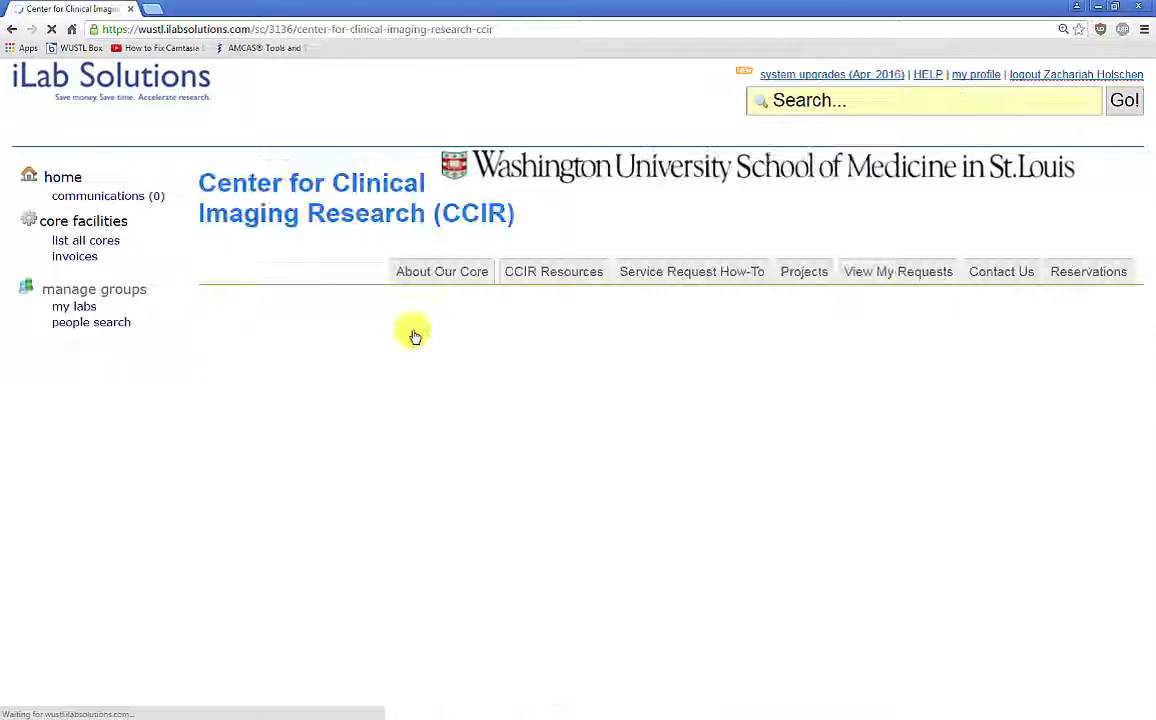 Center for Clinical Imagin
https://wustl.ilabsolutions.com/sc/3136/center-for-clinical-imaging-research-ccir
Apps WUSTL Box How to Fix Camtasia AMCAS® Tools and
iLab Solutions
Save money. Save time. Accelerate research.
NEW system upgrades (Apr. 2016) | HELP | my profile | logout Zachariah Holschen
Search... Go!
Washington University School of Medicine in St.Louis
Center for Clinical
Imaging Research (CCIR)
home
communications (0)
core facilities
list all cores
invoices
manage groups
my labs
people search
About Our Core CCIR Resources Service Request How-To Projects View My Requests Contact Us Reservations
Waiting for wustl.ilabsolutions.com...